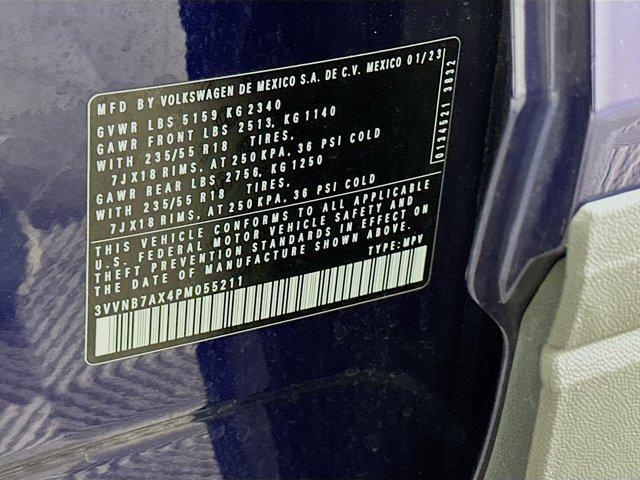 MFD BY VOLKSWAGEN DE MEXICO S.A. DE C.V. MEXICO 01/23
GVWR LBS 5159 KG 2340
GAWR FRONT LBS 2513, KG 1140
WITH 235/55 R18 TIRES,
7JX18 RIMS, AT 250 KPA, 36 PSI COLD
GAWR REAR LBS 2756, KG 1250
WITH 235/55 R18 TIRES,
7JX18 RIMS, AT 250 KPA, 36 PSI COLD
THIS VEHICLE CONFORMS TO ALL APPLICABLE
U.S. FEDERAL MOTOR VEHICLE SAFETY AND
THEFT PREVENTION STANDARDS IN EFFECT ON
THE DATE OF MANUFACTURE SHOWN ABOVE.
3VVNB7AX4PM055211 TYPE: MPV
0134521 3032